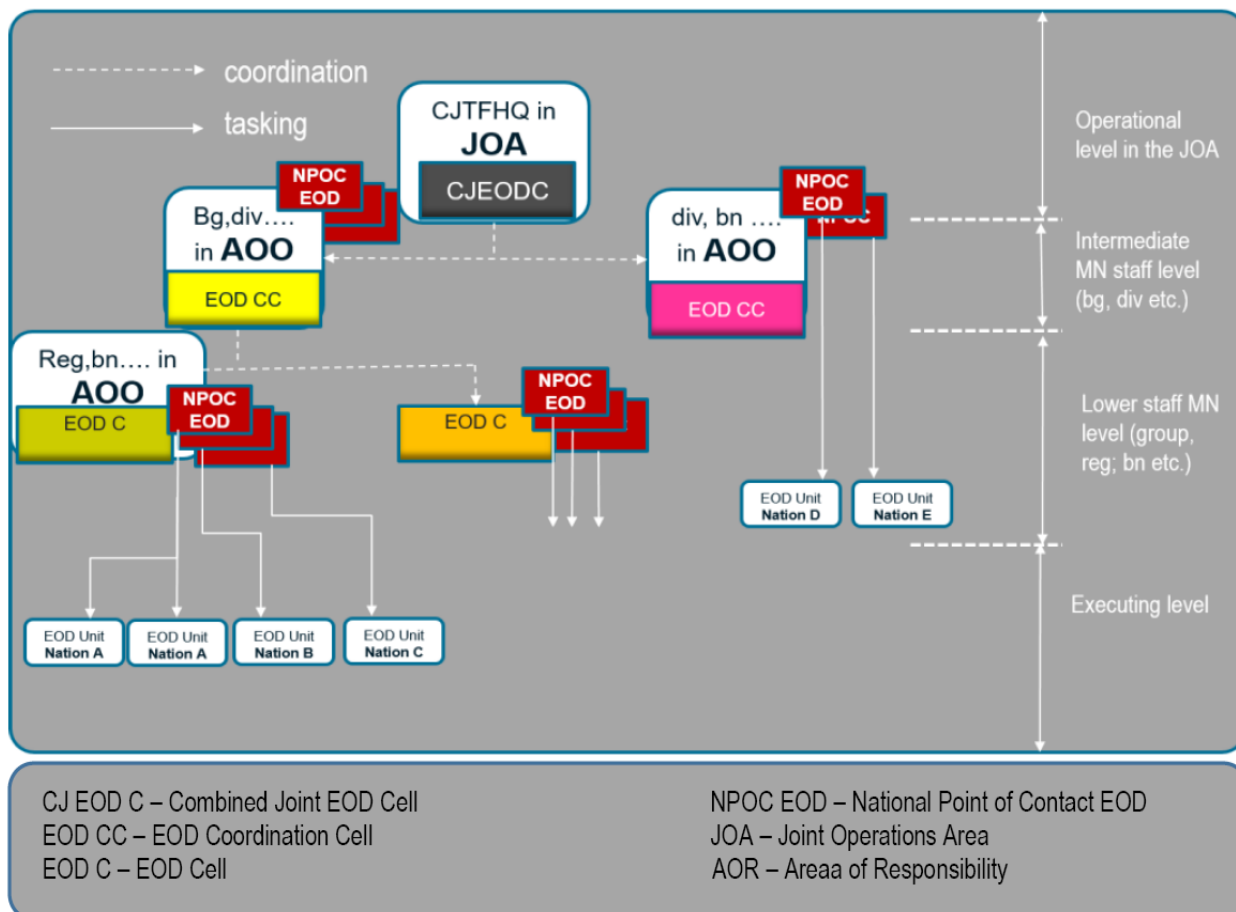 coordination
tasking
CJTFHQ in
JOA
CJEODC
NPOC
EOD
Bg,div....
in AOO
EOD CC
NPOC
EOD
NPOC
div, bn ....
in AOO
EOD CC
Operational
level in the JOA
Intermediate
MN staff level
(bg, div etc.)
Reg,bn.... in
AOO
EOD C
NPOC
EOD
EOD C
NPOC
EOD
Lower staff MN
level (group,
reg; bn etc.)
EOD Unit
Nation D
EOD Unit
Nation E
Executing level
EOD Unit
Nation A
EOD Unit
Nation A
EOD Unit
Nation B
EOD Unit
Nation C
CJ EOD C – Combined Joint EOD Cell
EOD CC – EOD Coordination Cell
EOD C – EOD Cell
NPOC EOD – National Point of Contact EOD
JOA – Joint Operations Area
AOR – Areaa of Responsibility